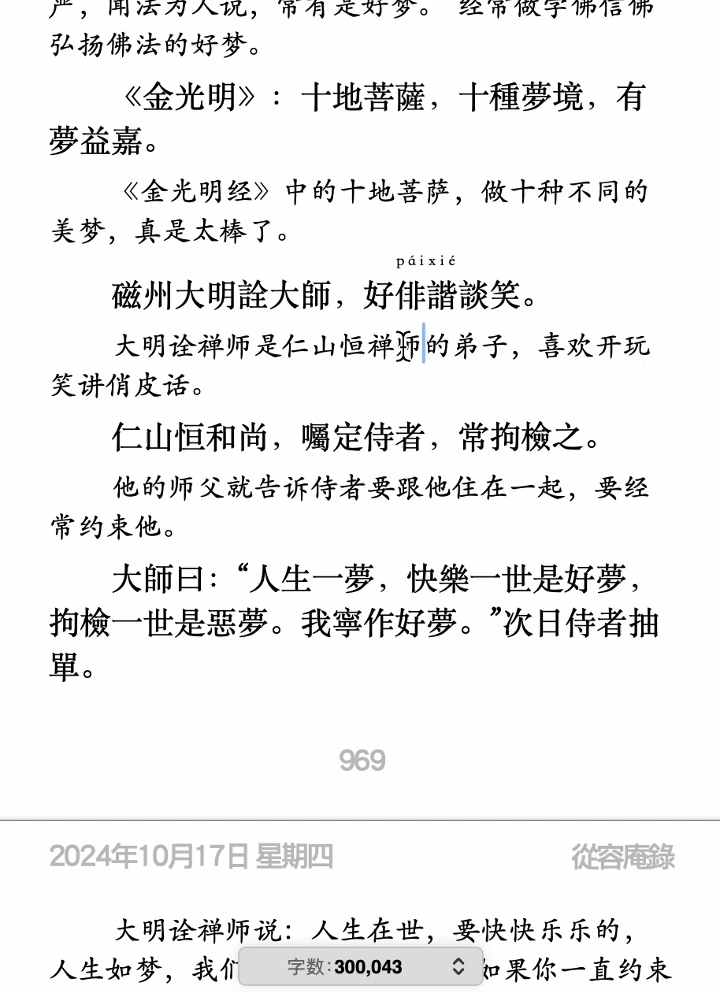 严，闻法为人说，常有是好梦。 经常做学佛信佛
弘扬佛法的好梦。
《金光明》：十地菩薩，十種夢境，有
夢益嘉。
《金光明经》中的十地菩萨，做十种不同的
美梦，真是太棒了。
páixié
磁州大明詮大師，好俳諧談笑。
大明诠禅师是仁山恒禅师的弟子，喜欢开玩
笑讲俏皮话。
仁山恒和尚，囑定侍者，常拘檢之。
他的师父就告诉侍者要跟他住在一起，要经
常约束他。
大師曰：“人生一夢，快樂一世是好夢，
拘檢一世是惡夢。我寧作好夢。”次日侍者抽
單。
969
2024年10月17日 星期四
從容庵錄
大明诠禅师说：人生在世，要快快乐乐的，
人生如梦，我们
如果你一直约束
字数：300,043